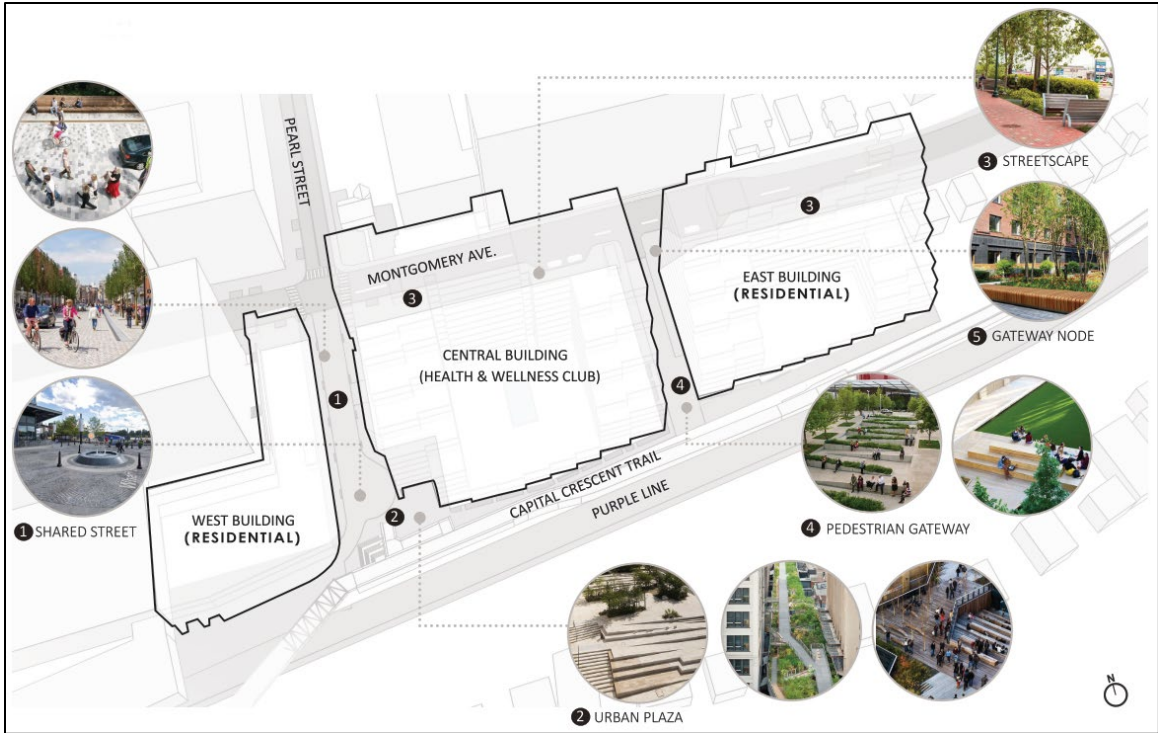 PEARL STREET
3 STREETSCAPE
MONTGOMERY AVE.
3
3
EAST BUILDING
(RESIDENTIAL)
5 GATEWAY NODE
CENTRAL BUILDING
(HEALTH & WELLNESS CLUB)
1
4
CAPITAL CRESCENT TRAIL
PURPLE LINE
WEST BUILDING
(RESIDENTIAL)
2
1 SHARED STREET
4 PEDESTRIAN GATEWAY
2 URBAN PLAZA
N